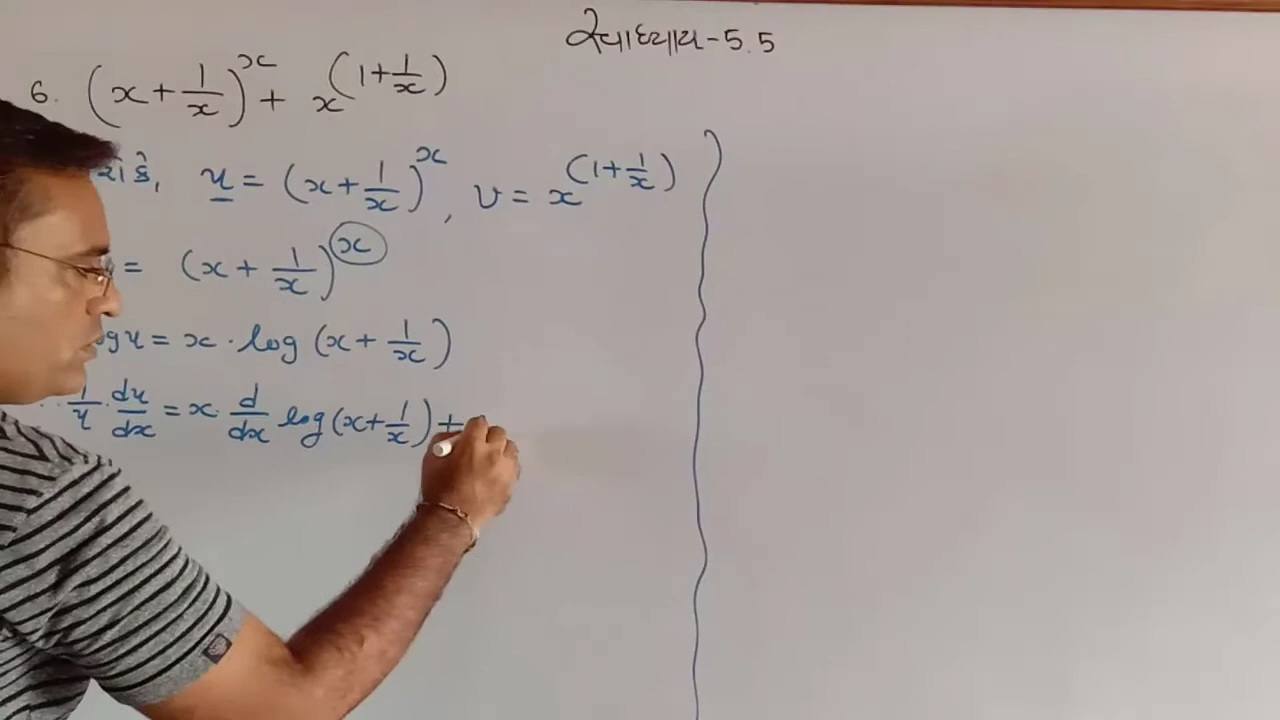 સ્વાધ્યાય-5.5
6. (x + 1/x)^x + x^(1 + 1/x)
u = (x + 1/x)^x, v = x^(1 + 1/x)
= (x + 1/x)^x
log u = x · log (x + 1/x)
1/u · du/dx = x · d/dx log (x + 1/x) +